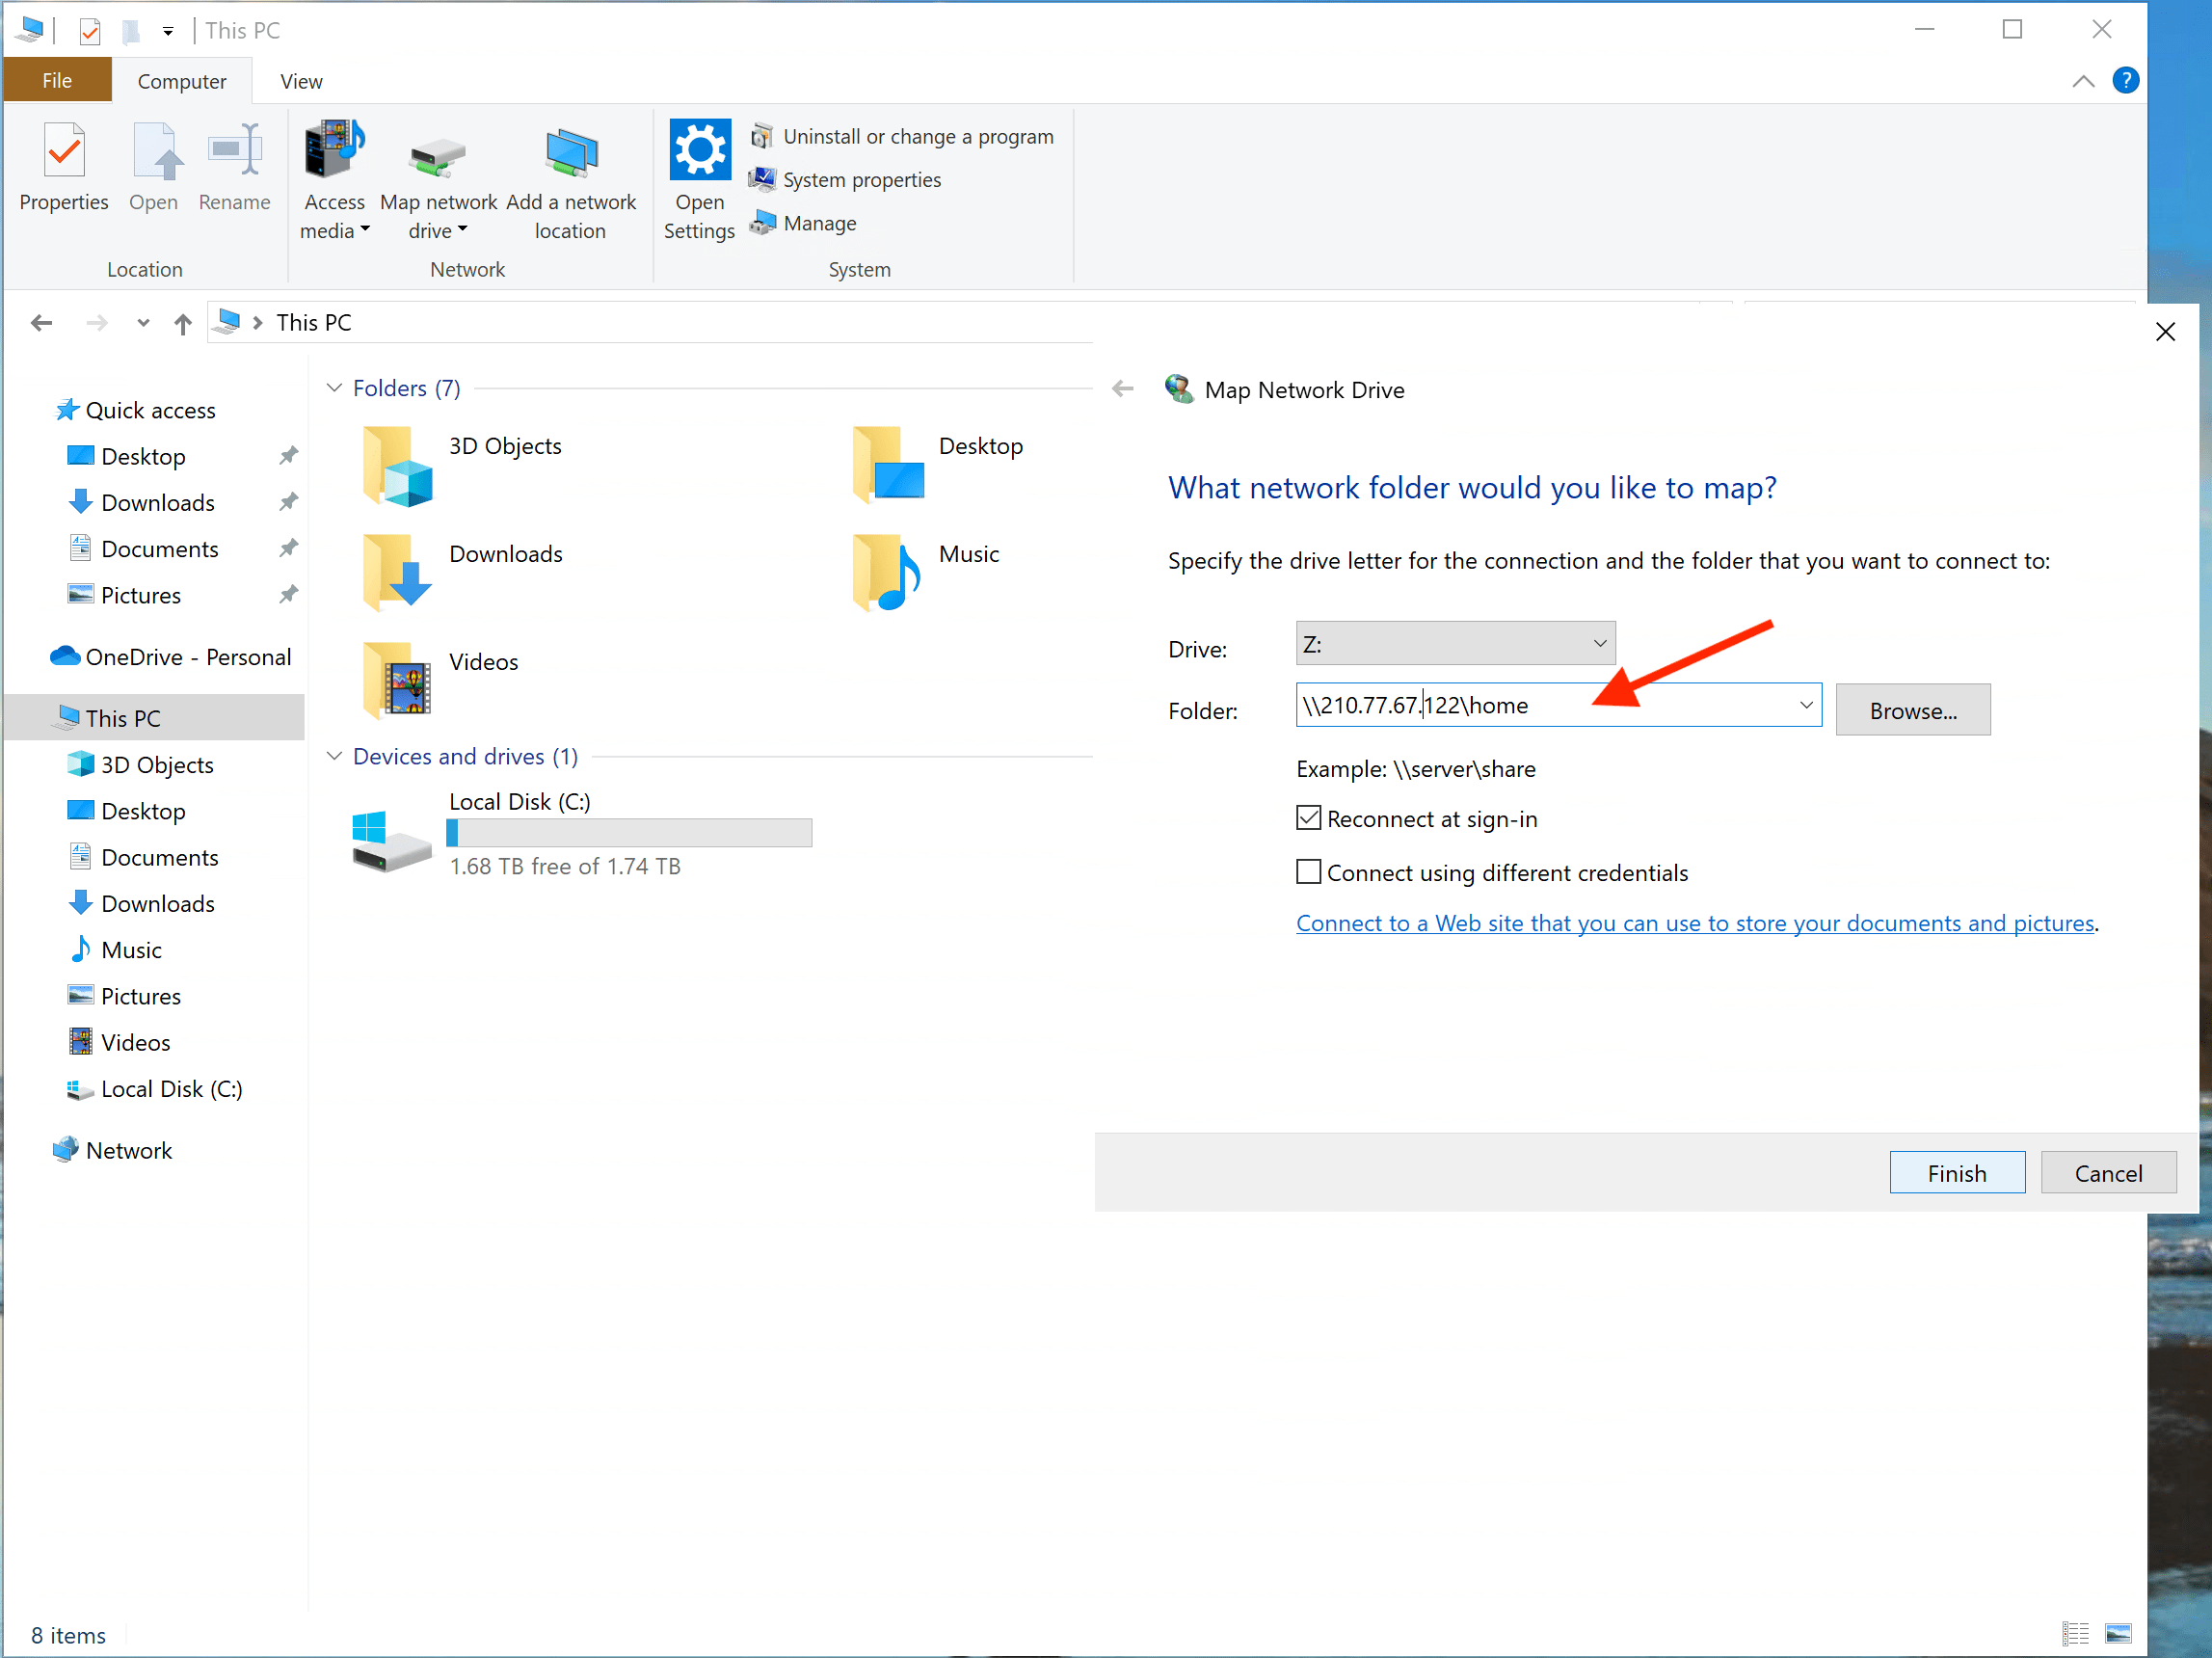 This PC
File Computer View
?
Properties Open Rename
Access media Map network drive Add a network location
Open Settings
Uninstall or change a program
System properties
Manage
Location Network System
This PC
Quick access
Desktop
Downloads
Documents
Pictures
OneDrive - Personal
This PC
3D Objects
Desktop
Documents
Downloads
Music
Pictures
Videos
Local Disk (C:)
Network
Folders (7)
3D Objects
Desktop
Downloads
Music
Videos
Devices and drives (1)
Local Disk (C:)
1.68 TB free of 1.74 TB
Map Network Drive
What network folder would you like to map?
Specify the drive letter for the connection and the folder that you want to connect to:
Drive: Z:
Folder: \\210.77.67.122\home Browse...
Example: \\server\share
Reconnect at sign-in
Connect using different credentials
Connect to a Web site that you can use to store your documents and pictures.
Finish Cancel
8 items